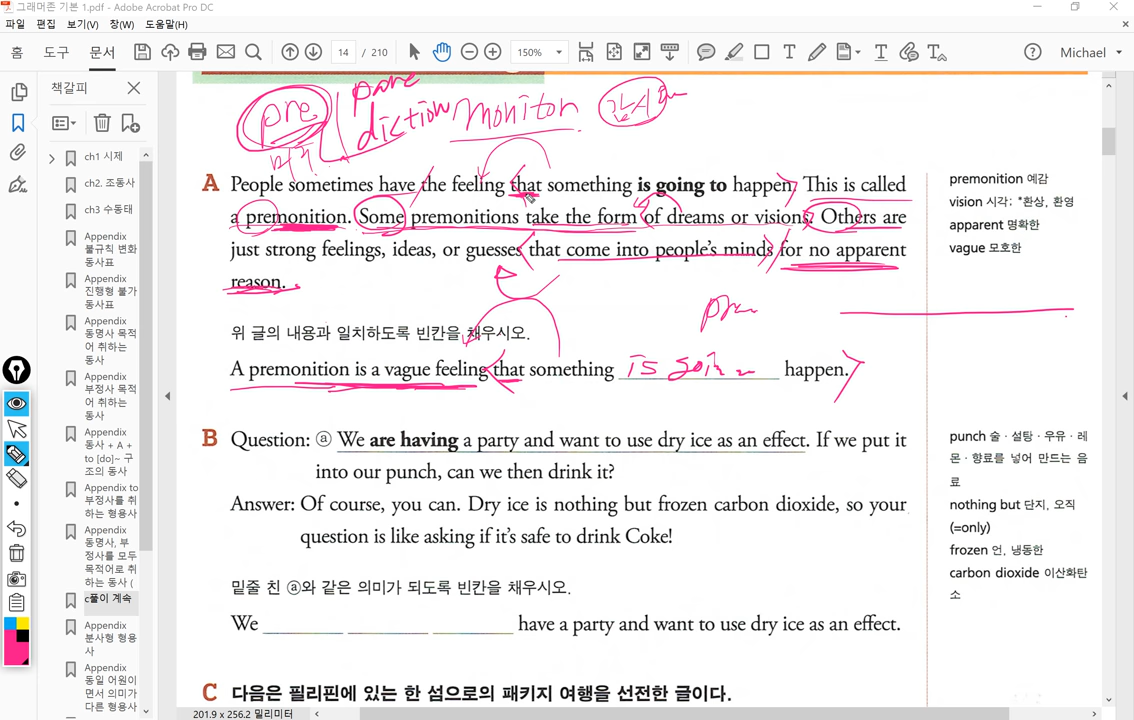 그래머존 기본 1.pdf - Adobe Acrobat Pro DC
파일 편집 보기(V) 창(W) 도움말(H)
홈 도구 문서 14 / 210 150% Michael
책갈피
ch1 시제
ch2. 조동사
ch3 수동태
Appendix 불규칙 변화 동사표
Appendix 진행형 불가 동사표
Appendix 동명사 목적어 취하는 동사
Appendix 부정사 목적어 취하는 동사
Appendix 동사 + A + to [do]~ 구조의 동사
Appendix to 부정사를 취하는 형용사
Appendix 동명사, 부정사를 모두 목적어로 취하는 동사 (
c풀이 계속
Appendix 분사형 형용사
Appendix 동일 어원이면서 의미가 다른 형용사
pre
diction monitor
A People sometimes have the feeling that something is going to happen. This is called
a premonition. Some premonitions take the form of dreams or visions. Others are
just strong feelings, ideas, or guesses that come into people's minds for no apparent
reason.
premonition 예감
vision 시각; *환상, 환영
apparent 명확한
vague 모호한
위 글의 내용과 일치하도록 빈칸을 채우시오.
A premonition is a vague feeling that something is goin happen.
B Question: ⓐ We are having a party and want to use dry ice as an effect. If we put it
into our punch, can we then drink it?
Answer: Of course, you can. Dry ice is nothing but frozen carbon dioxide, so your
question is like asking if it's safe to drink Coke!
punch 술·설탕·우유·레
몬·향료를 넣어 만드는 음
료
nothing but 단지, 오직
(=only)
frozen 언, 냉동한
carbon dioxide 이산화탄
소
밑줄 친 ⓐ와 같은 의미가 되도록 빈칸을 채우시오.
We ________ ________ ________ have a party and want to use dry ice as an effect.
C 다음은 필리핀에 있는 한 섬으로의 패키지 여행을 선전한 글이다.
201.9 x 256.2 밀리미터